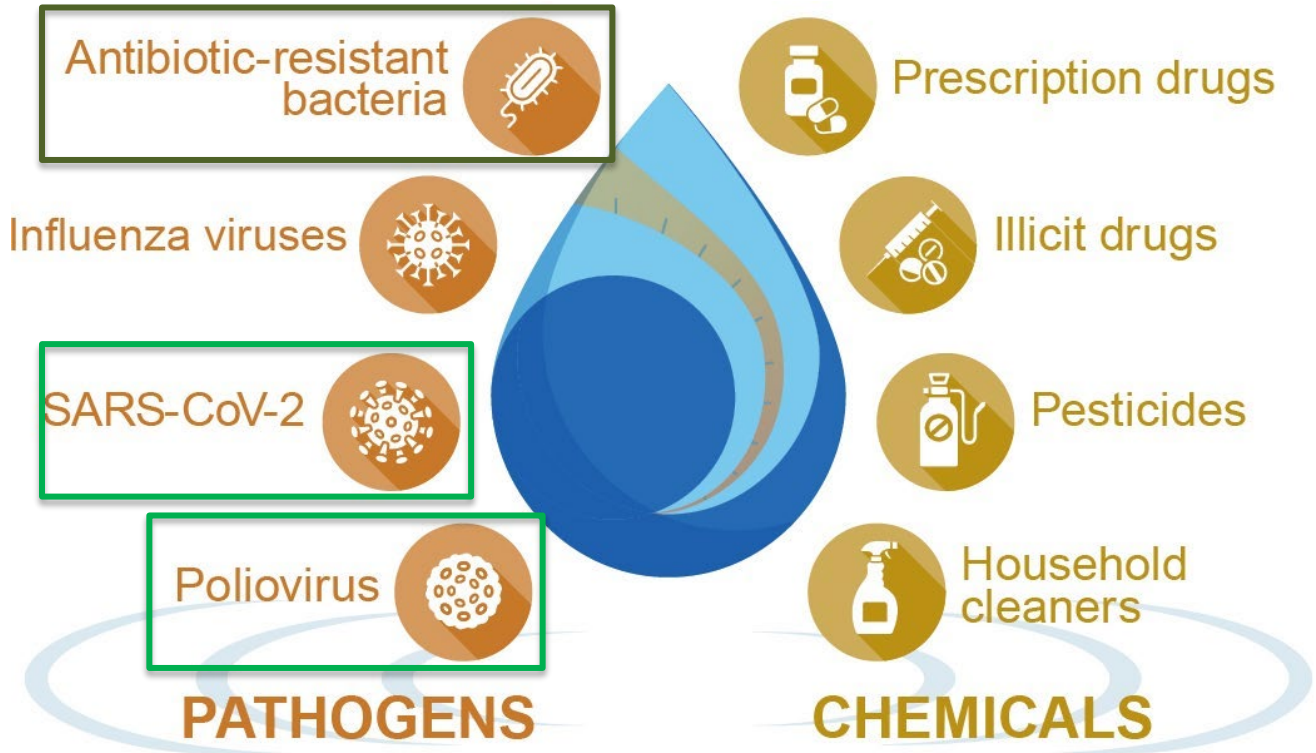 Antibiotic-resistant
bacteria
Influenza viruses
SARS-CoV-2
Poliovirus
PATHOGENS
Prescription drugs
Illicit drugs
Pesticides
Household
cleaners
CHEMICALS